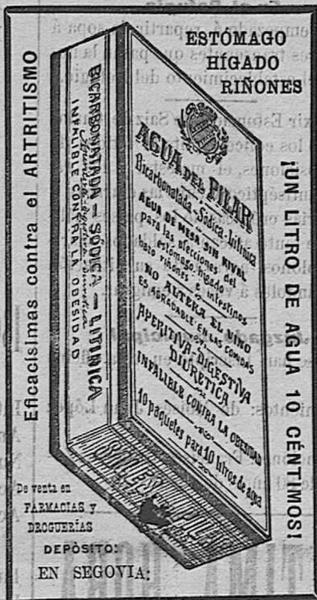 ESTÓMAGO
HÍGADO
RIÑONES
Eficacísimas contra el ARTRITISMO
BICARBONATADA - SÓDICA - LITÍNICA
INFALIBLE CONTRA LA OBESIDAD
AGUA DEL PILAR
Bicarbonatada-Sódica-Litínica
AGUA DE MESA SIN RIVAL
para las afecciones del
estómago, hígado
bazo riñones é intestinos
NO ALTERA EL VINO
ES AGRADABLE EN LAS COMIDAS
APERITIVA-DIGESTIVA
DIURÉTICA
INFALIBLE CONTRA LA OBESIDAD
10 paquetes para 10 litros de agua
SALES PILAR
¡UN LITRO DE AGUA 10 CÉNTIMOS!
De venta en
FARMACIAS y
DROGUERÍAS
DEPÓSITO:
EN SEGOVIA: